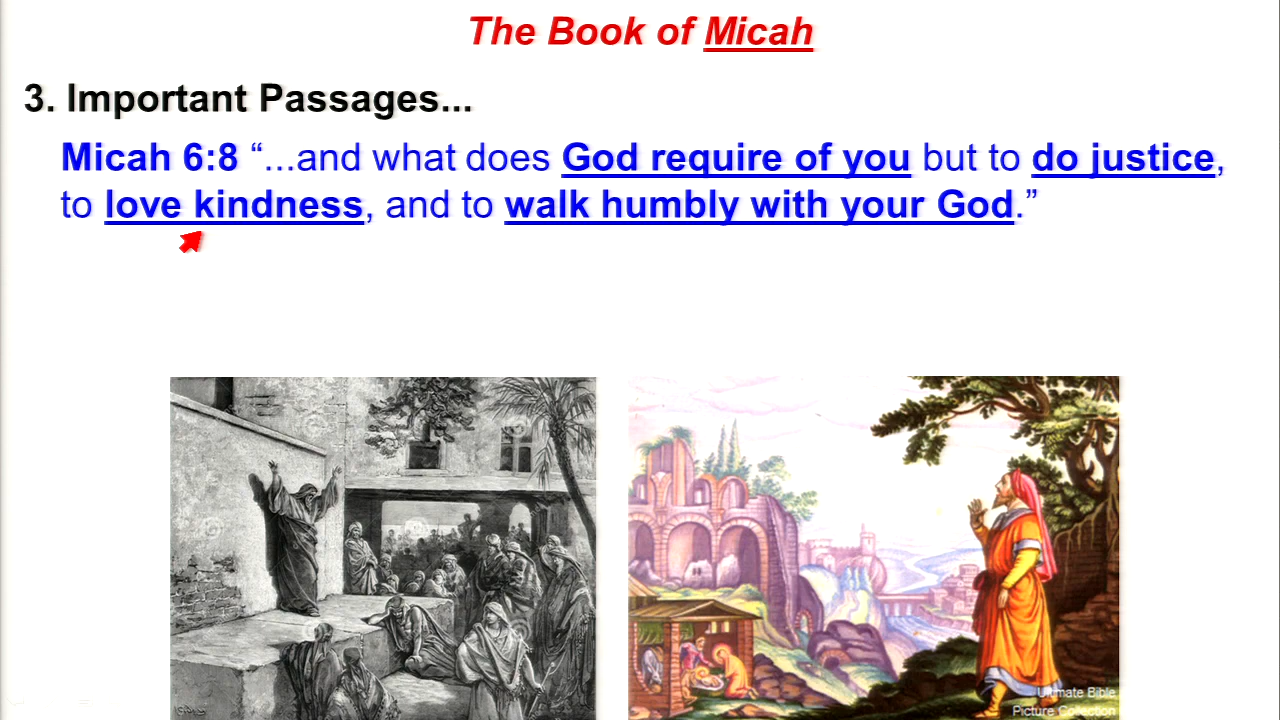 The Book of Micah
3. Important Passages...
Micah 6:8 “...and what does God require of you but to do justice,
to love kindness, and to walk humbly with your God.”
Ultimate Bible
Picture Collection